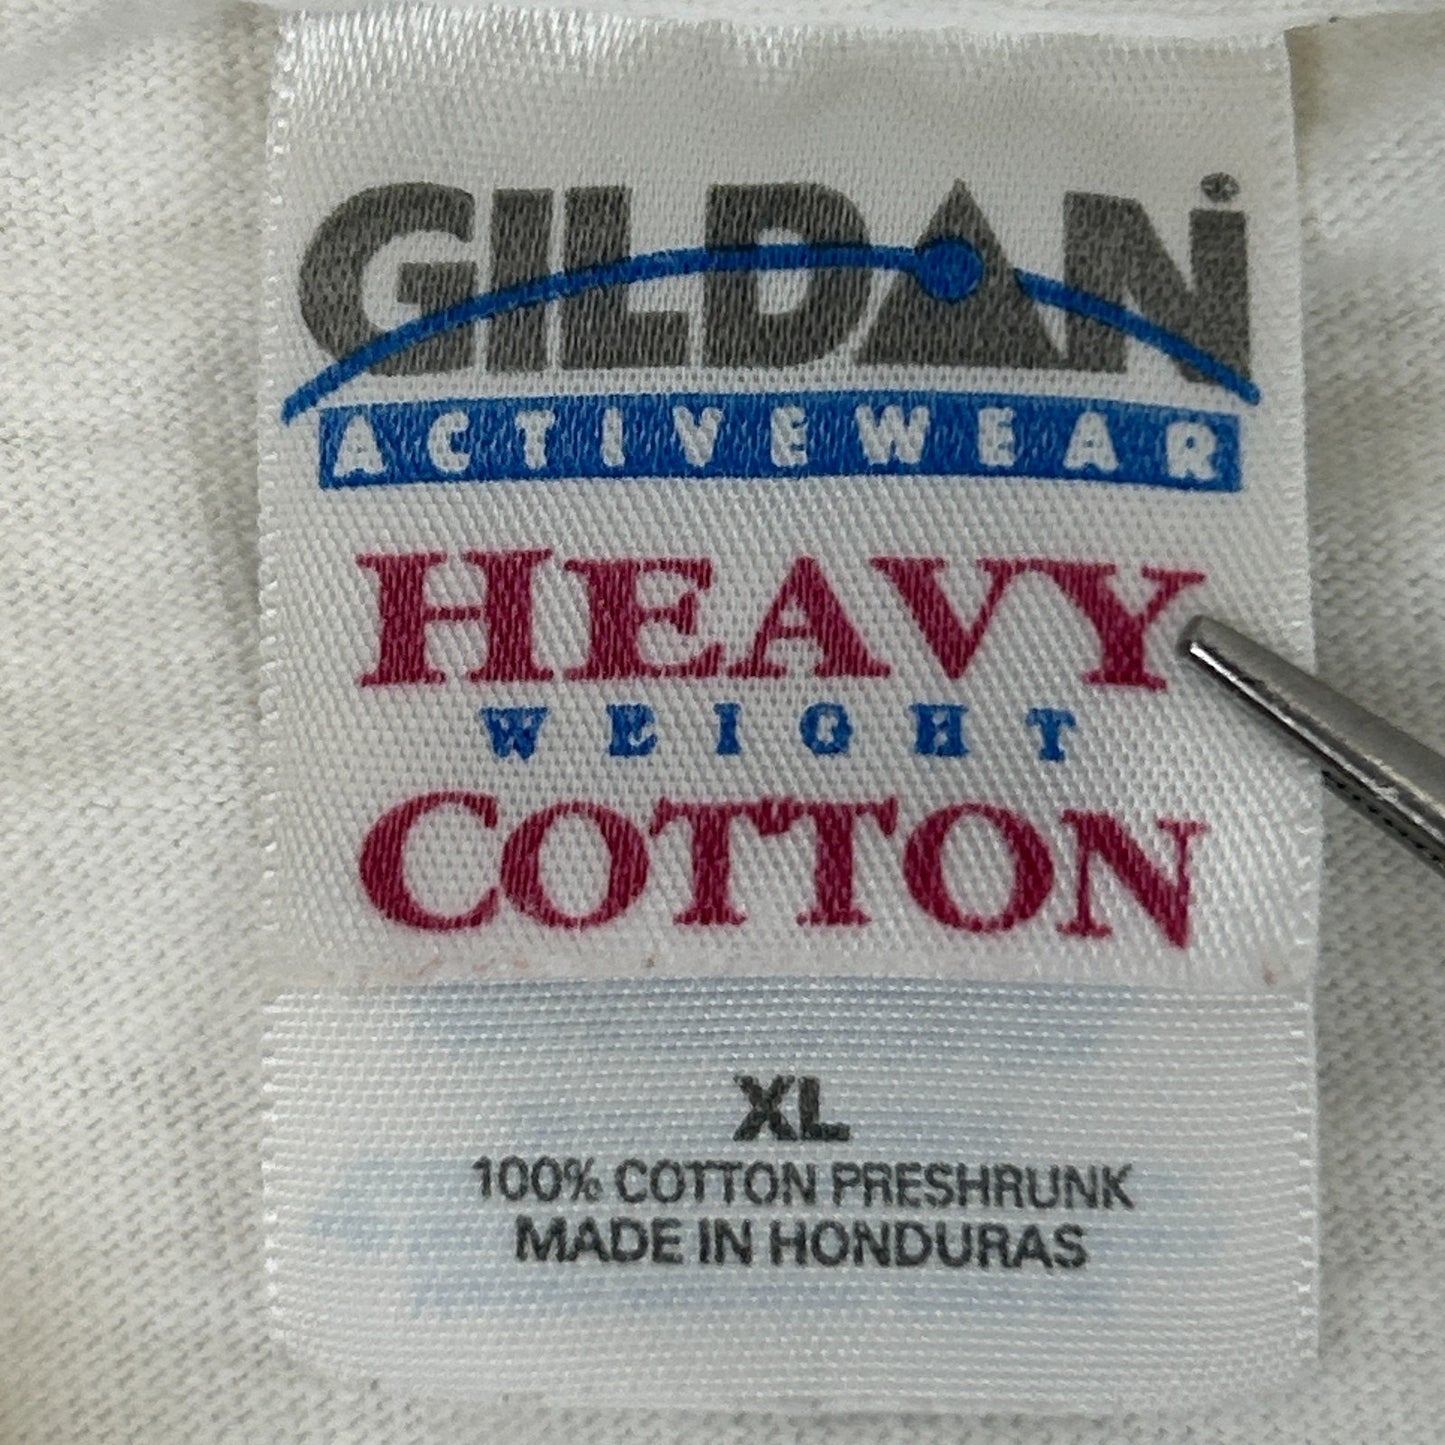 GILDAN®
ACTIVEWEAR
HEAVY
WEIGHT
COTTON
XL
100% COTTON PRESHRUNK
MADE IN HONDURAS